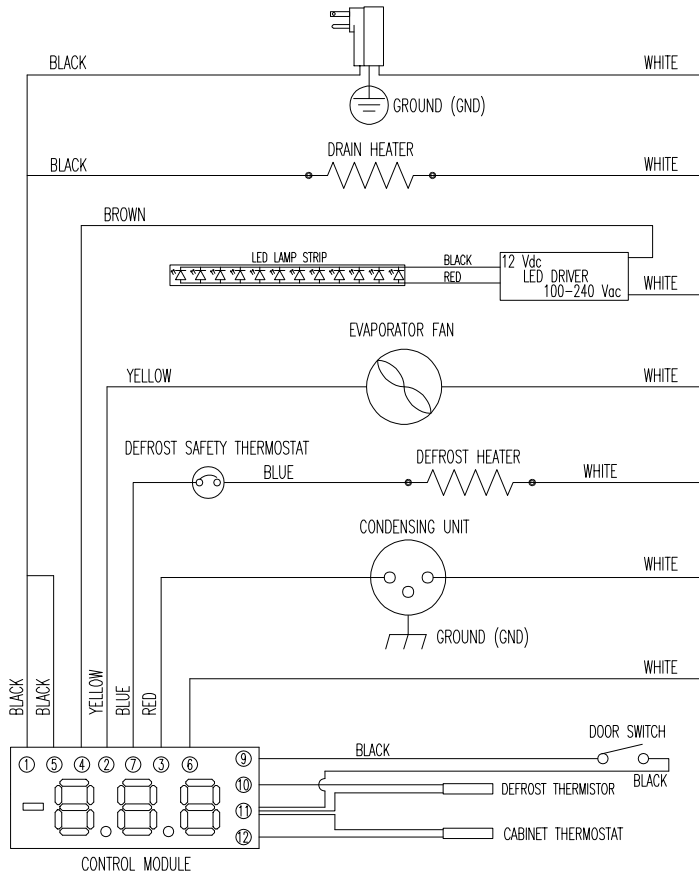 BLACK WHITE
GROUND (GND)
DRAIN HEATER
BLACK WHITE
BROWN
LED LAMP STRIP BLACK 12 Vdc
RED LED DRIVER
100-240 Vac WHITE
EVAPORATOR FAN
YELLOW WHITE
DEFROST SAFETY THERMOSTAT DEFROST HEATER
BLUE WHITE
CONDENSING UNIT
WHITE
GROUND (GND)
WHITE
BLACK BLACK YELLOW BLUE RED
DOOR SWITCH
BLACK
1 5 4 2 7 3 6 9
BLACK
10 DEFROST THERMISTOR
11
12 CABINET THERMOSTAT
-8.8.8
CONTROL MODULE